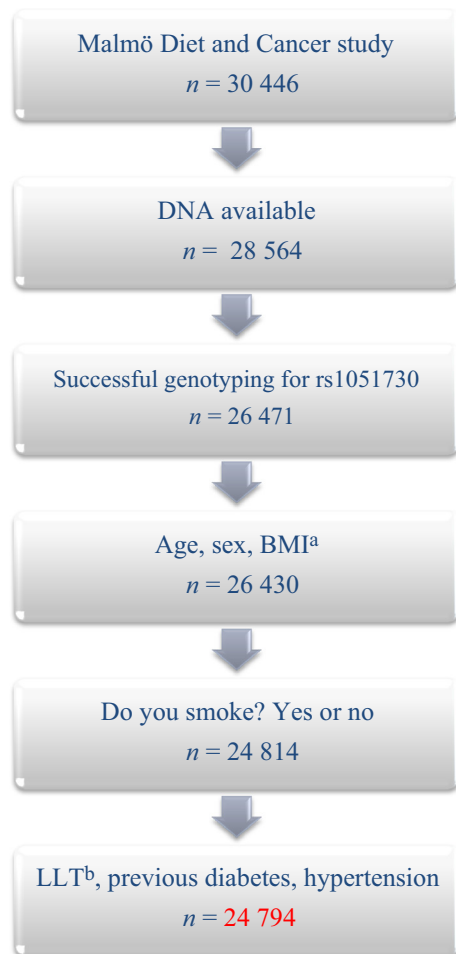 Malmö Diet and Cancer study
n = 30 446
DNA available
n = 28 564
Successful genotyping for rs1051730
n = 26 471
Age, sex, BMIᵃ
n = 26 430
Do you smoke? Yes or no
n = 24 814
LLTᵇ, previous diabetes, hypertension
n = 24 794